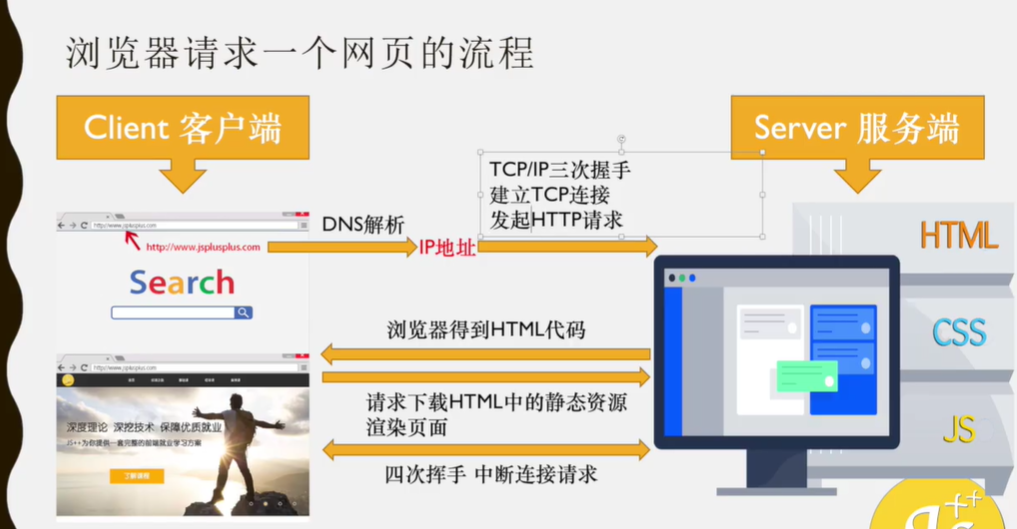 浏览器请求一个网页的流程
Client 客户端
Server 服务端
TCP/IP三次握手
建立TCP连接
发起HTTP请求
DNS解析
IP地址
http://www.jsplusplus.com
http://www.jsplusplus.com
Search
HTML
CSS
JS
浏览器得到HTML代码
http://www.jsplusplus.com
深度理论 深挖技术 保障优质就业
JS++为你提供一套完整的前端就业学习方案
了解课程
请求下载HTML中的静态资源
渲染页面
四次挥手 中断连接请求